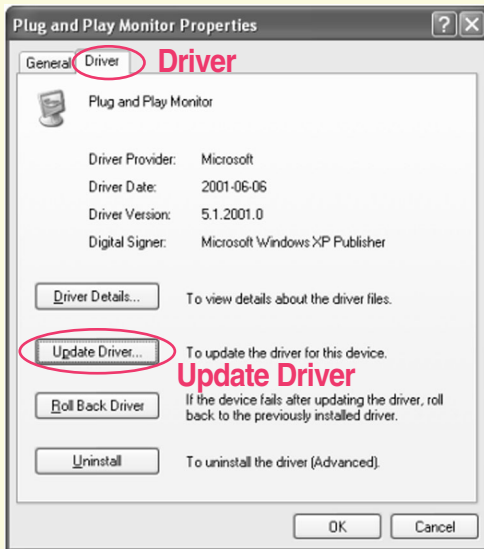 Plug and Play Monitor Properties
General Driver Driver
Plug and Play Monitor
Driver Provider: Microsoft
Driver Date: 2001-06-06
Driver Version: 5.1.2001.0
Digital Signer: Microsoft Windows XP Publisher
Driver Details... To view details about the driver files.
Update Driver... To update the driver for this device.
Update Driver
Roll Back Driver If the device fails after updating the driver, roll
back to the previously installed driver.
Uninstall To uninstall the driver (Advanced).
OK Cancel